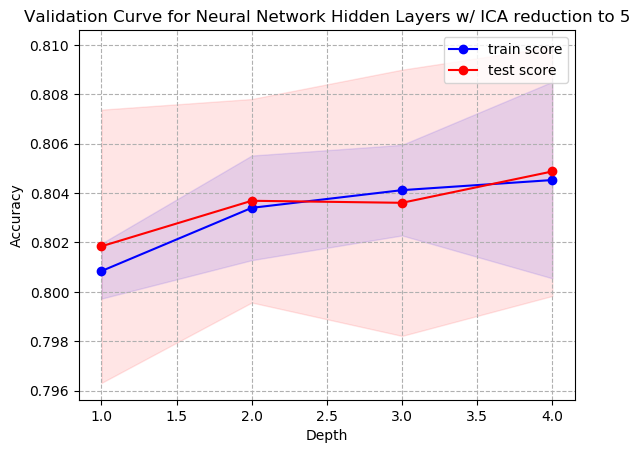 Validation Curve for Neural Network Hidden Layers w/ ICA reduction to 5
0.810
0.808
0.806
0.804
0.802
0.800
0.798
0.796
Accuracy
train score
test score
1.0 1.5 2.0 2.5 3.0 3.5 4.0
Depth